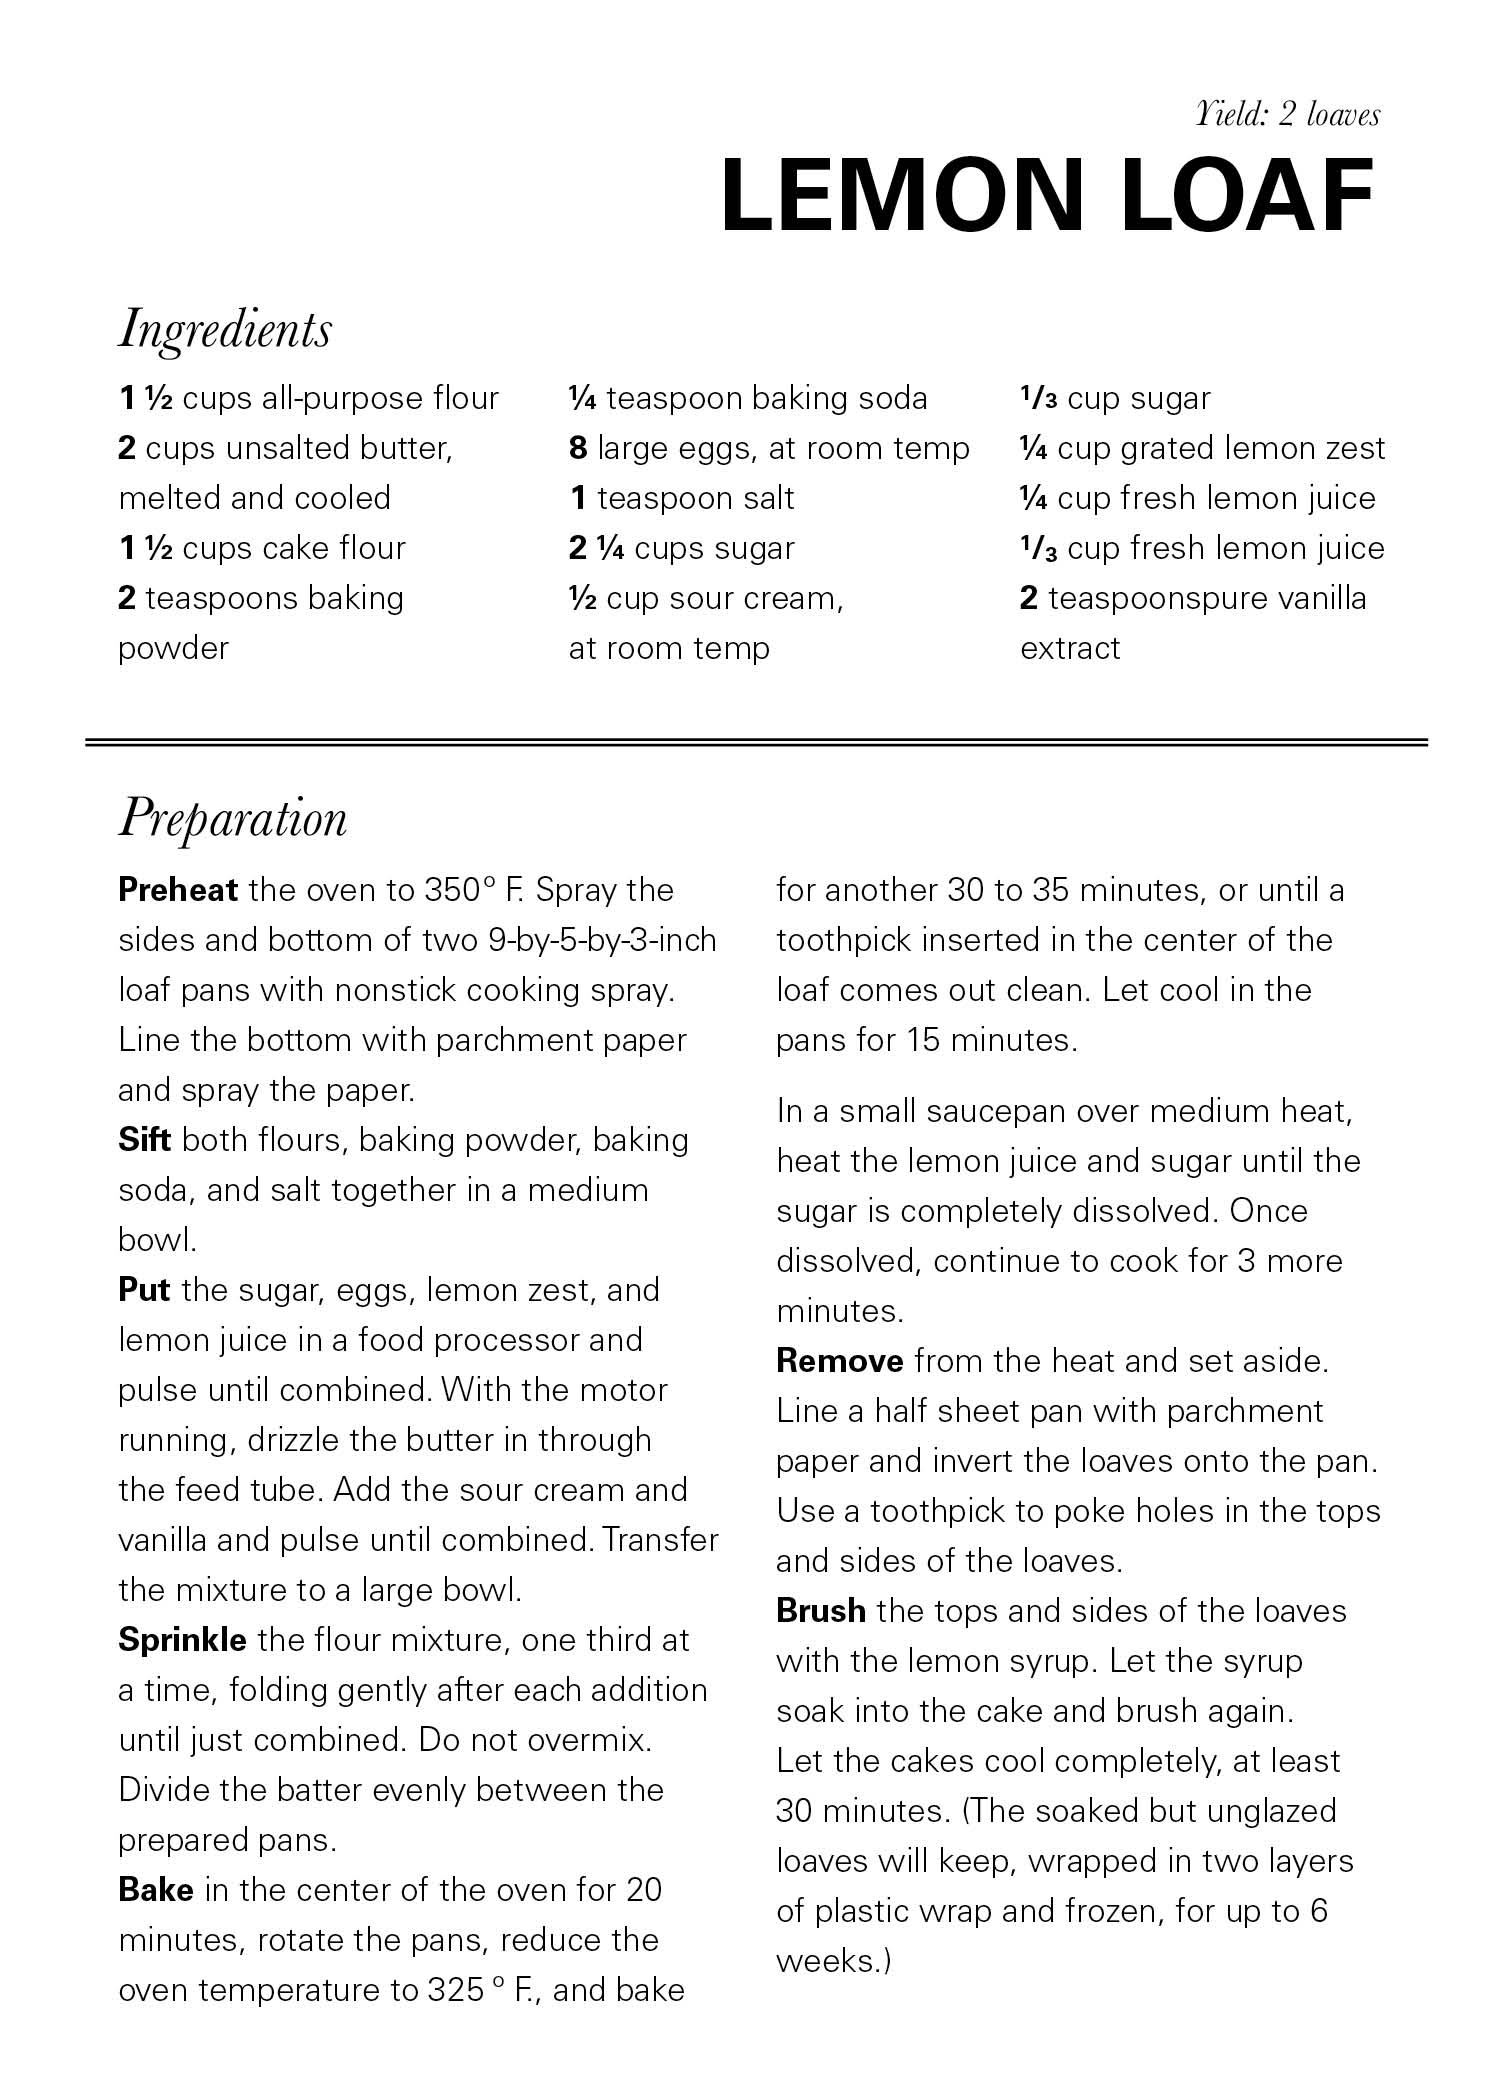 Yield: 2 loaves
LEMON LOAF
Ingredients
1 ½ cups all-purpose flour
2 cups unsalted butter,
melted and cooled
1 ½ cups cake flour
2 teaspoons baking
powder
¼ teaspoon baking soda
8 large eggs, at room temp
1 teaspoon salt
2 ¼ cups sugar
½ cup sour cream,
at room temp
1/3 cup sugar
¼ cup grated lemon zest
¼ cup fresh lemon juice
1/3 cup fresh lemon juice
2 teaspoonspure vanilla
extract
Preparation
Preheat the oven to 350º F. Spray the
sides and bottom of two 9-by-5-by-3-inch
loaf pans with nonstick cooking spray.
Line the bottom with parchment paper
and spray the paper.
Sift both flours, baking powder, baking
soda, and salt together in a medium
bowl.
Put the sugar, eggs, lemon zest, and
lemon juice in a food processor and
pulse until combined. With the motor
running, drizzle the butter in through
the feed tube. Add the sour cream and
vanilla and pulse until combined. Transfer
the mixture to a large bowl.
Sprinkle the flour mixture, one third at
a time, folding gently after each addition
until just combined. Do not overmix.
Divide the batter evenly between the
prepared pans.
Bake in the center of the oven for 20
minutes, rotate the pans, reduce the
oven temperature to 325 º F., and bake
for another 30 to 35 minutes, or until a
toothpick inserted in the center of the
loaf comes out clean. Let cool in the
pans for 15 minutes.
In a small saucepan over medium heat,
heat the lemon juice and sugar until the
sugar is completely dissolved. Once
dissolved, continue to cook for 3 more
minutes.
Remove from the heat and set aside.
Line a half sheet pan with parchment
paper and invert the loaves onto the pan.
Use a toothpick to poke holes in the tops
and sides of the loaves.
Brush the tops and sides of the loaves
with the lemon syrup. Let the syrup
soak into the cake and brush again.
Let the cakes cool completely, at least
30 minutes. (The soaked but unglazed
loaves will keep, wrapped in two layers
of plastic wrap and frozen, for up to 6
weeks.)